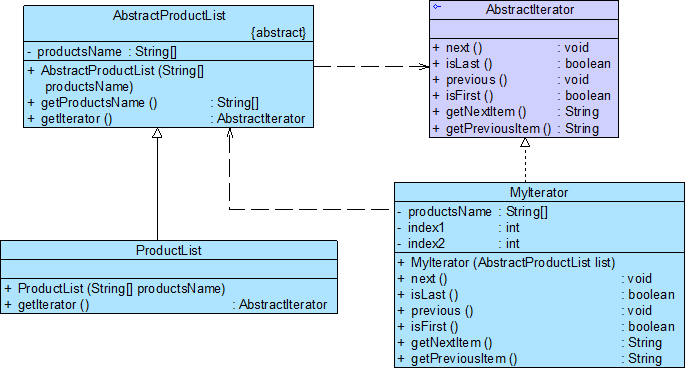 AbstractProductList
{abstract}
- productsName : String[]
+ AbstractProductList (String[]
productsName)
+ getProductsName () : String[]
+ getIterator () : AbstractIterator
AbstractIterator
+ next () : void
+ isLast () : boolean
+ previous () : void
+ isFirst () : boolean
+ getNextItem () : String
+ getPreviousItem () : String
ProductList
+ ProductList (String[] productsName)
+ getIterator () : AbstractIterator
MyIterator
- productsName : String[]
- index1 : int
- index2 : int
+ MyIterator (AbstractProductList list)
+ next () : void
+ isLast () : boolean
+ previous () : void
+ isFirst () : boolean
+ getNextItem () : String
+ getPreviousItem () : String